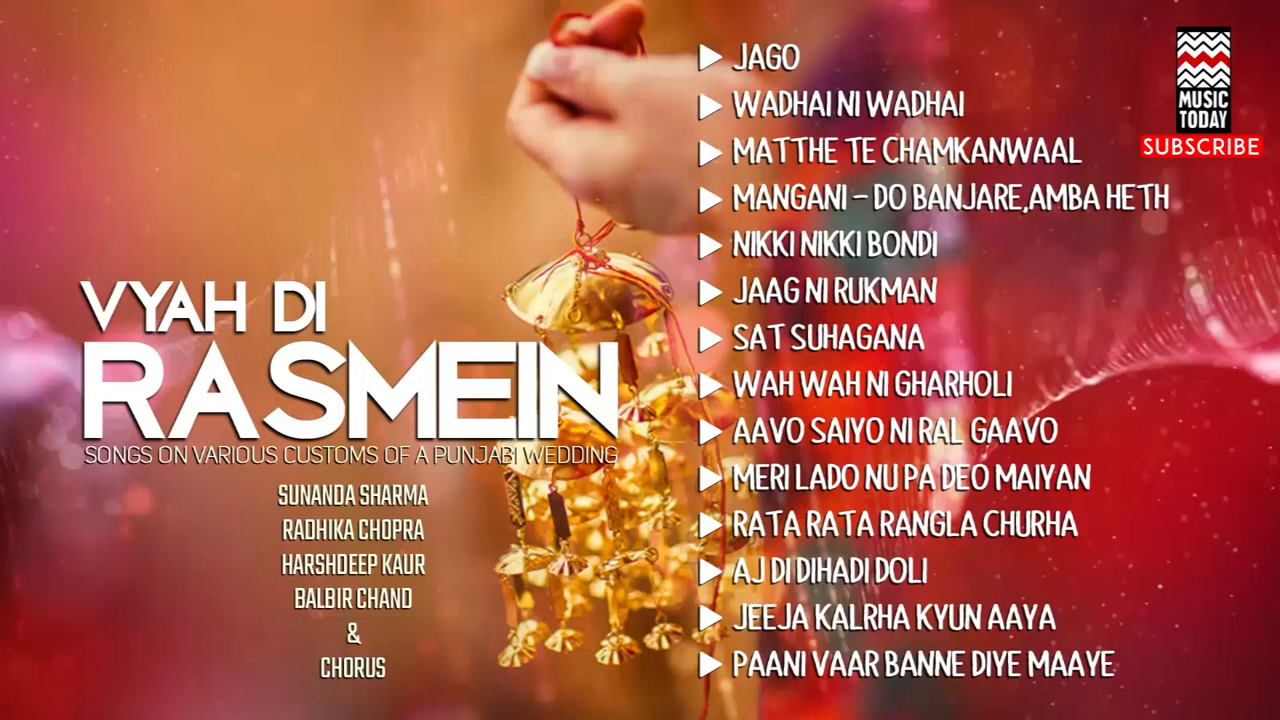 VYAH DI
RASMEIN
SONGS ON VARIOUS CUSTOMS OF A PUNJABI WEDDING
SUNANDA SHARMA
RADHIKA CHOPRA
HARSHDEEP KAUR
BALBIR CHAND
&
CHORUS
JAGO
WADHAI NI WADHAI
MATTHE TE CHAMKANWAAL
MANGANI - DO BANJARE,AMBA HETH
NIKKI NIKKI BONDI
JAAG NI RUKMAN
SAT SUHAGANA
WAH WAH NI GHARHOLI
AAVO SAIYO NI RAL GAAVO
MERI LADO NU PA DEO MAIYAN
RATA RATA RANGLA CHURHA
AJ DI DIHADI DOLI
JEEJA KALRHA KYUN AAYA
PAANI VAAR BANNE DIYE MAAYE
MUSIC
TODAY
SUBSCRIBE